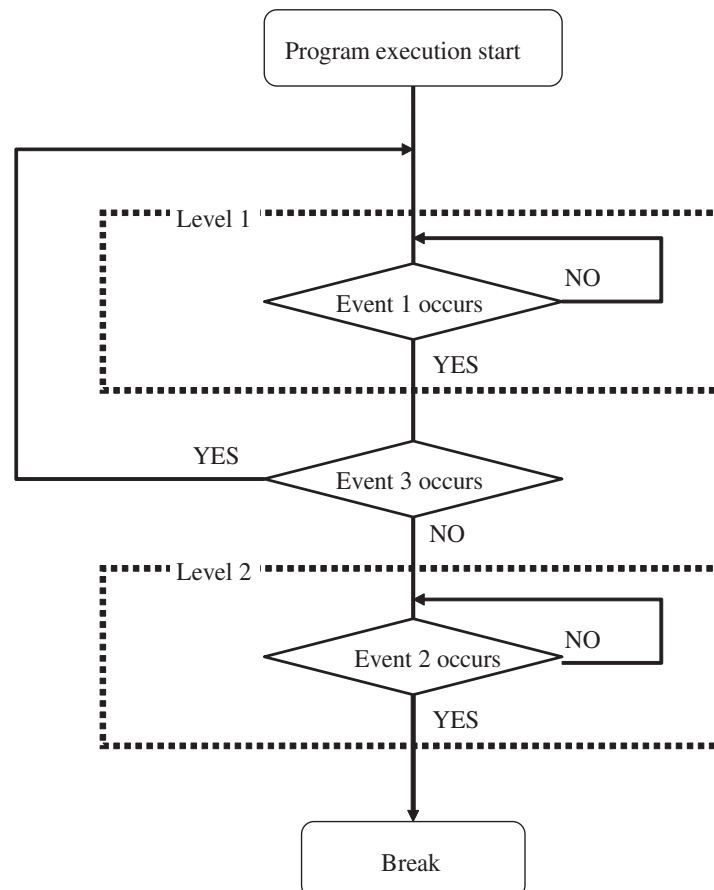 Program execution start
Level 1
NO
Event 1 occurs
YES
YES
Event 3 occurs
NO
Level 2
NO
Event 2 occurs
YES
Break